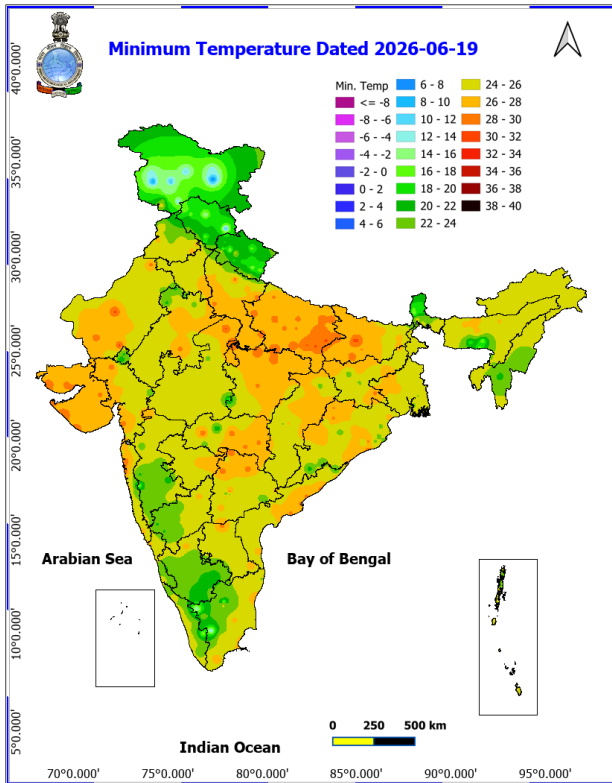 Minimum Temperature Dated 2026-06-19
Min. Temp
<= -8
-8 - -6
-6 - -4
-4 - -2
-2 - 0
0 - 2
2 - 4
4 - 6
6 - 8
8 - 10
10 - 12
12 - 14
14 - 16
16 - 18
18 - 20
20 - 22
22 - 24
24 - 26
26 - 28
28 - 30
30 - 32
32 - 34
34 - 36
36 - 38
38 - 40
40°0.000'
35°0.000'
30°0.000'
25°0.000'
20°0.000'
15°0.000'
10°0.000'
5°0.000'
Arabian Sea
Bay of Bengal
Indian Ocean
0 250 500 km
70°0.000' 75°0.000' 80°0.000' 85°0.000' 90°0.000' 95°0.000'